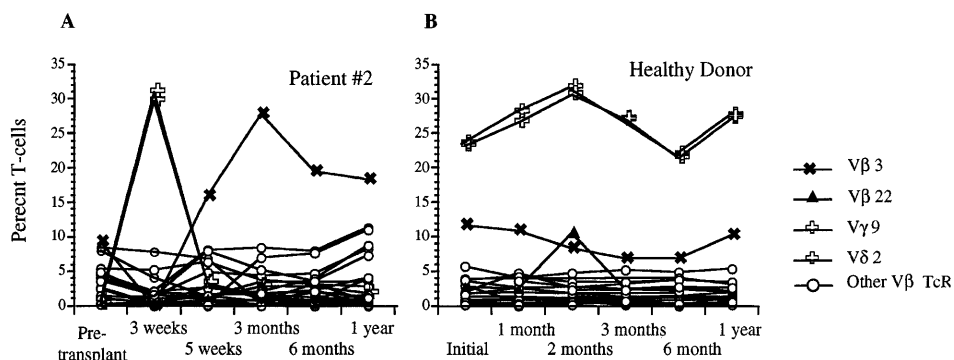 A
B
Patient #2
Healthy Donor
Perecnt T-cells
35
30
25
20
15
10
5
0
35
30
25
20
15
10
5
0
Pre-
transplant
3 weeks
5 weeks
3 months
6 months
1 year
Initial
1 month
2 months
3 months
6 month
1 year
Vβ 3
Vβ 22
Vγ 9
Vδ 2
Other Vβ TcR